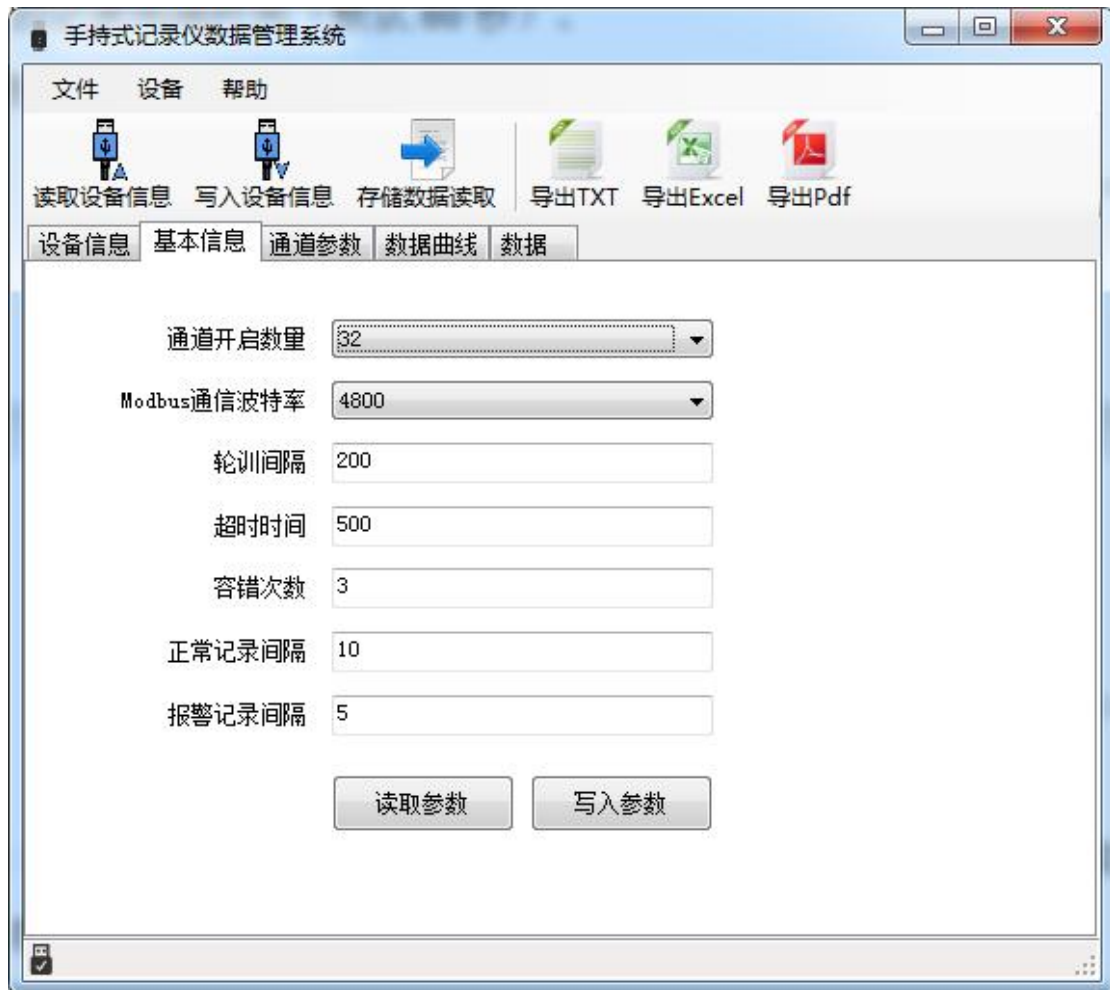 手持式记录仪数据管理系统
文件 设备 帮助
读取设备信息 写入设备信息 存储数据读取 导出TXT 导出Excel 导出Pdf
设备信息 基本信息 通道参数 数据曲线 数据
通道开启数量 32
Modbus通信波特率 4800
轮训间隔 200
超时时间 500
容错次数 3
正常记录间隔 10
报警记录间隔 5
读取参数 写入参数